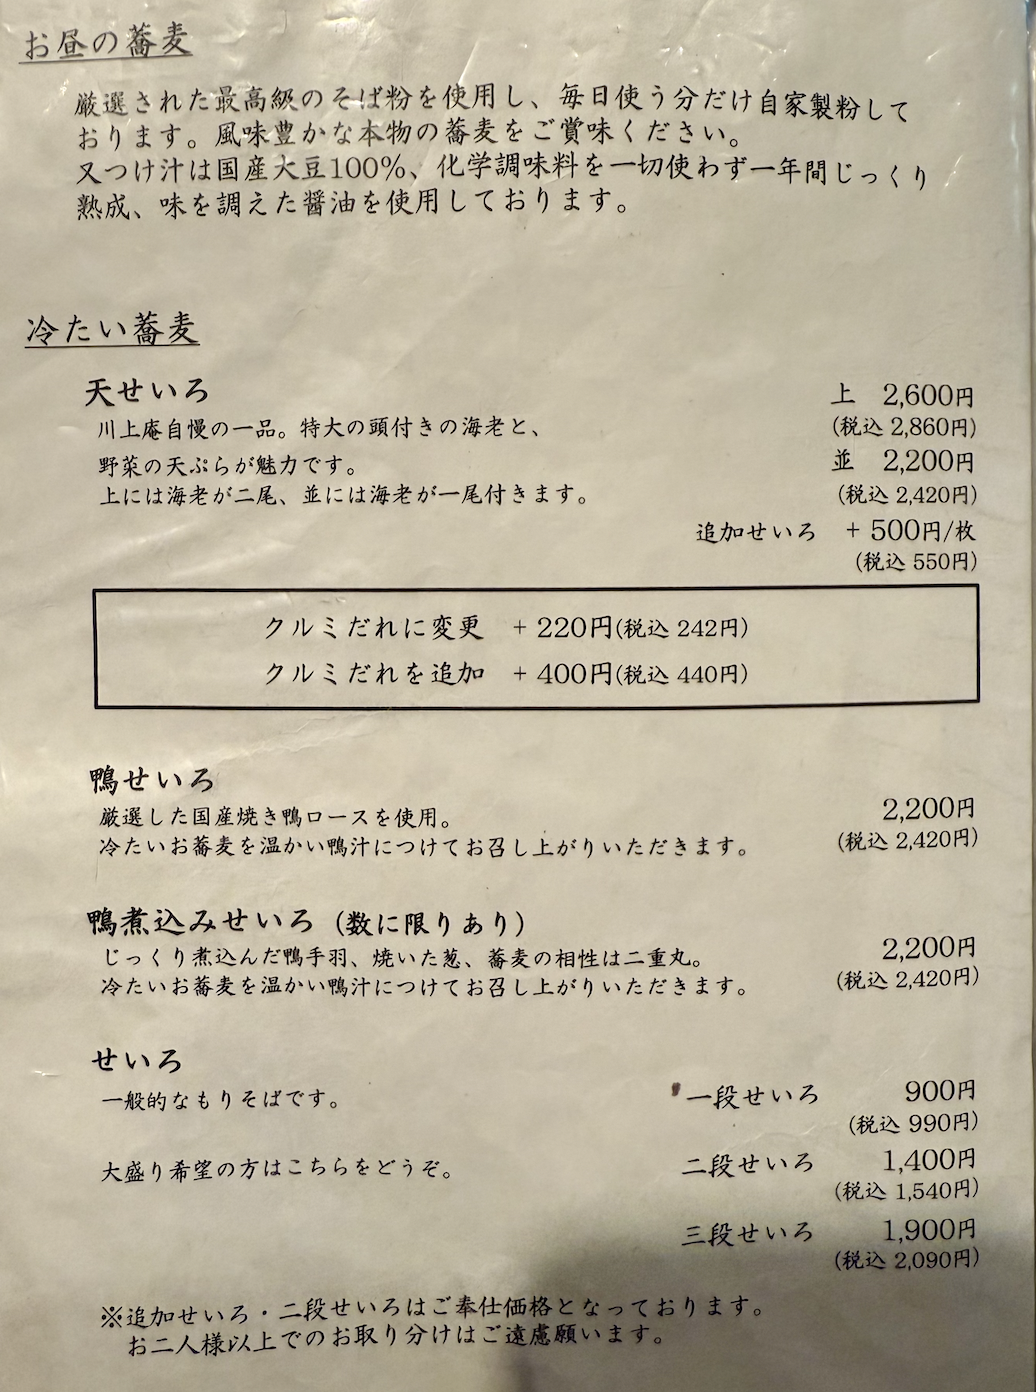 お昼の蕎麦
厳選された最高級のそば粉を使用し、毎日使う分だけ自家製粉して
おります。風味豊かな本物の蕎麦をご賞味ください。
又つけ汁は国産大豆100%、化学調味料を一切使わず一年間じっくり
熟成、味を調えた醤油を使用しております。
冷たい蕎麦
天せいろ 上 2,600円
川上庵自慢の一品。特大の頭付きの海老と、 (税込 2,860円)
野菜の天ぷらが魅力です。 並 2,200円
上には海老が二尾、並には海老が一尾付きます。 (税込 2,420円)
追加せいろ + 500円/枚
(税込 550円)
クルミだれに変更 + 220円(税込 242円)
クルミだれを追加 + 400円(税込 440円)
鴨せいろ
厳選した国産焼き鴨ロースを使用。 2,200円
冷たいお蕎麦を温かい鴨汁につけてお召し上がりいただきます。 (税込 2,420円)
鴨煮込みせいろ (数に限りあり)
じっくり煮込んだ鴨手羽、焼いた葱、蕎麦の相性は二重丸。 2,200円
冷たいお蕎麦を温かい鴨汁につけてお召し上がりいただきます。 (税込 2,420円)
せいろ
一般的なもりそばです。 一段せいろ 900円
(税込 990円)
大盛り希望の方はこちらをどうぞ。 二段せいろ 1,400円
(税込 1,540円)
三段せいろ 1,900円
(税込 2,090円)
※追加せいろ・二段せいろはご奉仕価格となっております。
お二人様以上でのお取り分けはご遠慮願います。